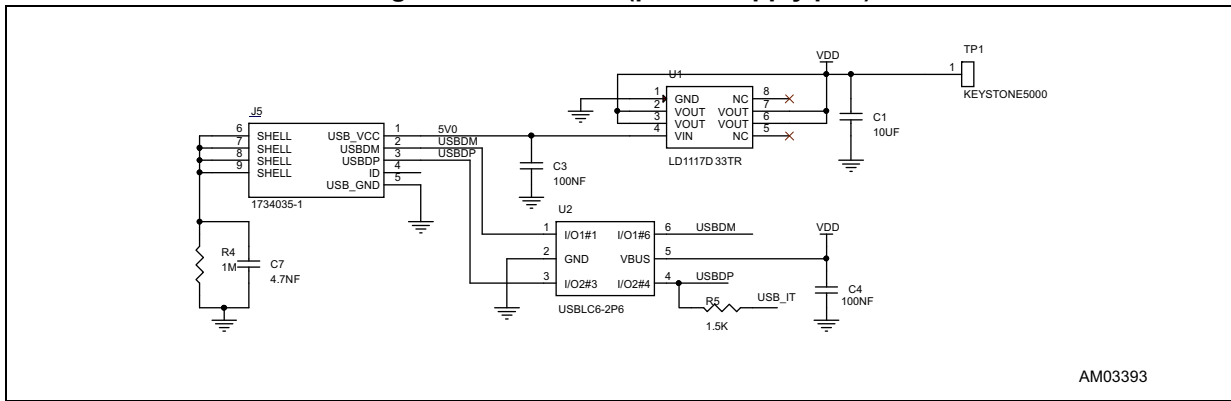 VDD
TP1
1
KEYSTONE5000
U1
1 GND NC 8
2 VOUT VOUT 7
3 VOUT VOUT 6
4 VIN NC 5
LD1117D33TR
C1
10UF
J5
6 SHELL USB_VCC 1 5V0
7 SHELL USBDM 2 USBDM
8 SHELL USBDP 3 USBDP
9 SHELL ID 4
USB_GND 5
1734035-1
C3
100NF
U2
1 I/O1#1 I/O1#6 6 USBDM
2 GND VBUS 5
3 I/O2#3 I/O2#4 4 USBDP
USBLC6-2P6
VDD
C4
100NF
R5
1.5K
USB_IT
R4
1M
C7
4.7NF
AM03393